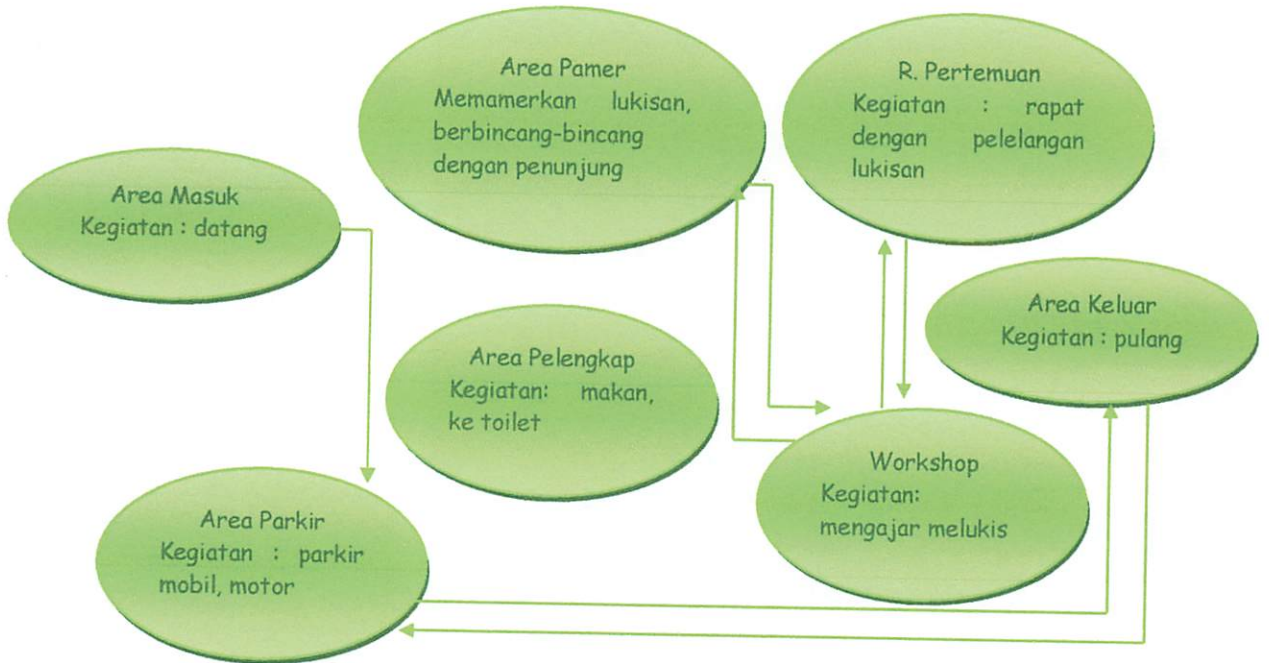 Area Pamer
Memamerkan lukisan,
berbincang-bincang
dengan penunjung
R. Pertemuan
Kegiatan : rapat
dengan pelelangan
lukisan
Area Masuk
Kegiatan : datang
Area Keluar
Kegiatan : pulang
Area Pelengkap
Kegiatan: makan,
ke toilet
Workshop
Kegiatan:
mengajar melukis
Area Parkir
Kegiatan : parkir
mobil, motor